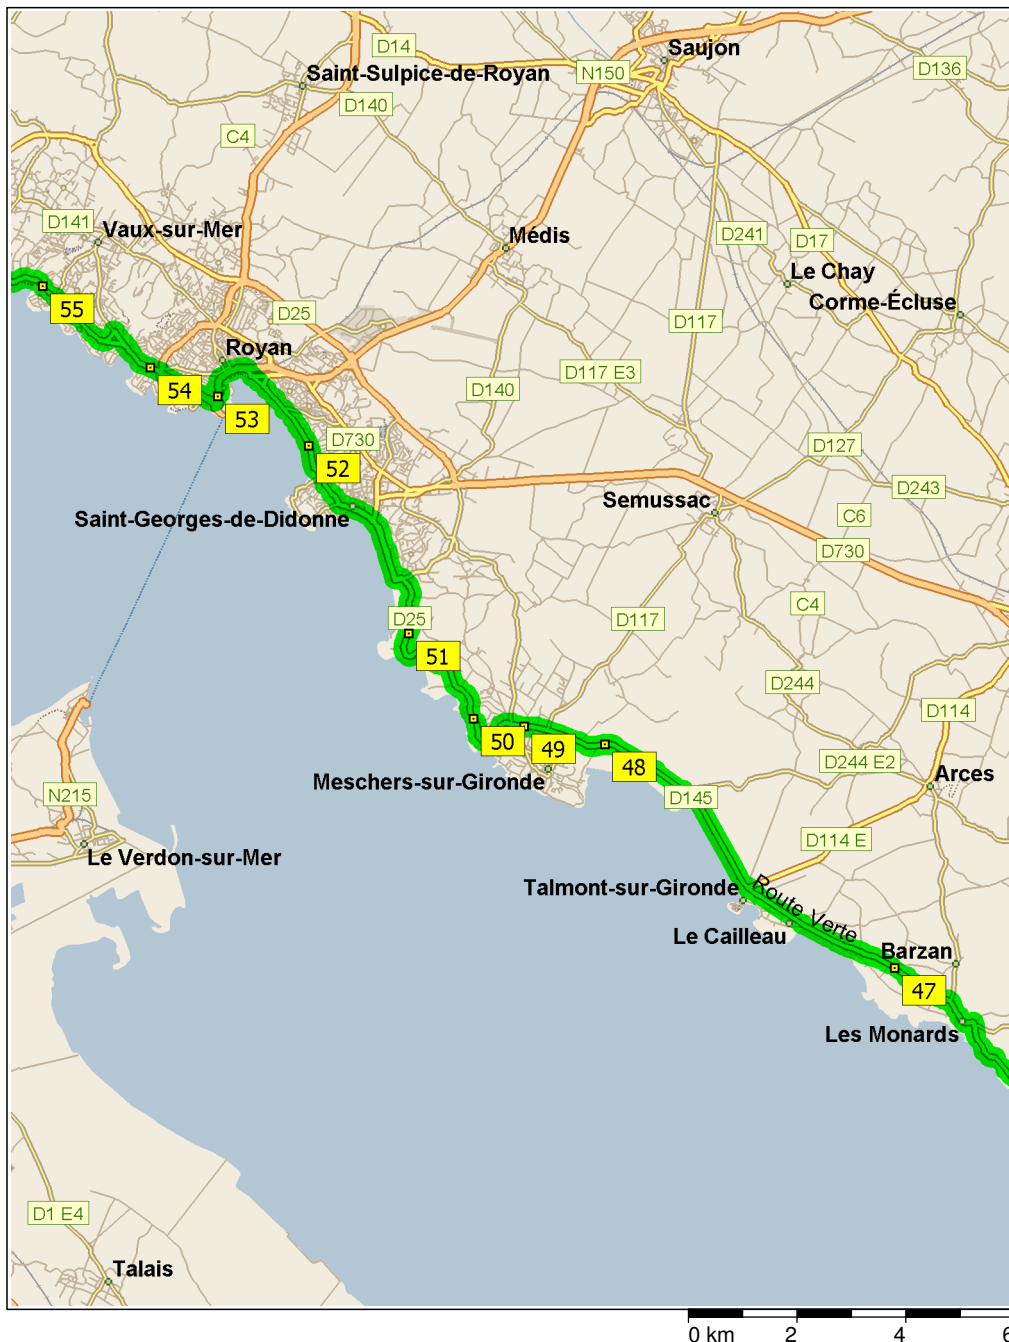 D14
Saujon
Saint-Sulpice-de-Royan
N150
D136
D140
C4
D141
Vaux-sur-Mer
Médis
D241
D17
Le Chay
Corme-Écluse
55
D25
D117
Royan
D117 E3
54
D140
53
D730
D127
52
D243
Semussac
Saint-Georges-de-Didonne
C6
D730
C4
D25
D117
51
D244
D114
50
49
D244 E2
48
Arces
Meschers-sur-Gironde
N215
D145
D114 E
Le Verdon-sur-Mer
Talmont-sur-Gironde
Route Verte
Le Cailleau
Barzan
47
Les Monards
D1 E4
Talais
0 km 2 4 6